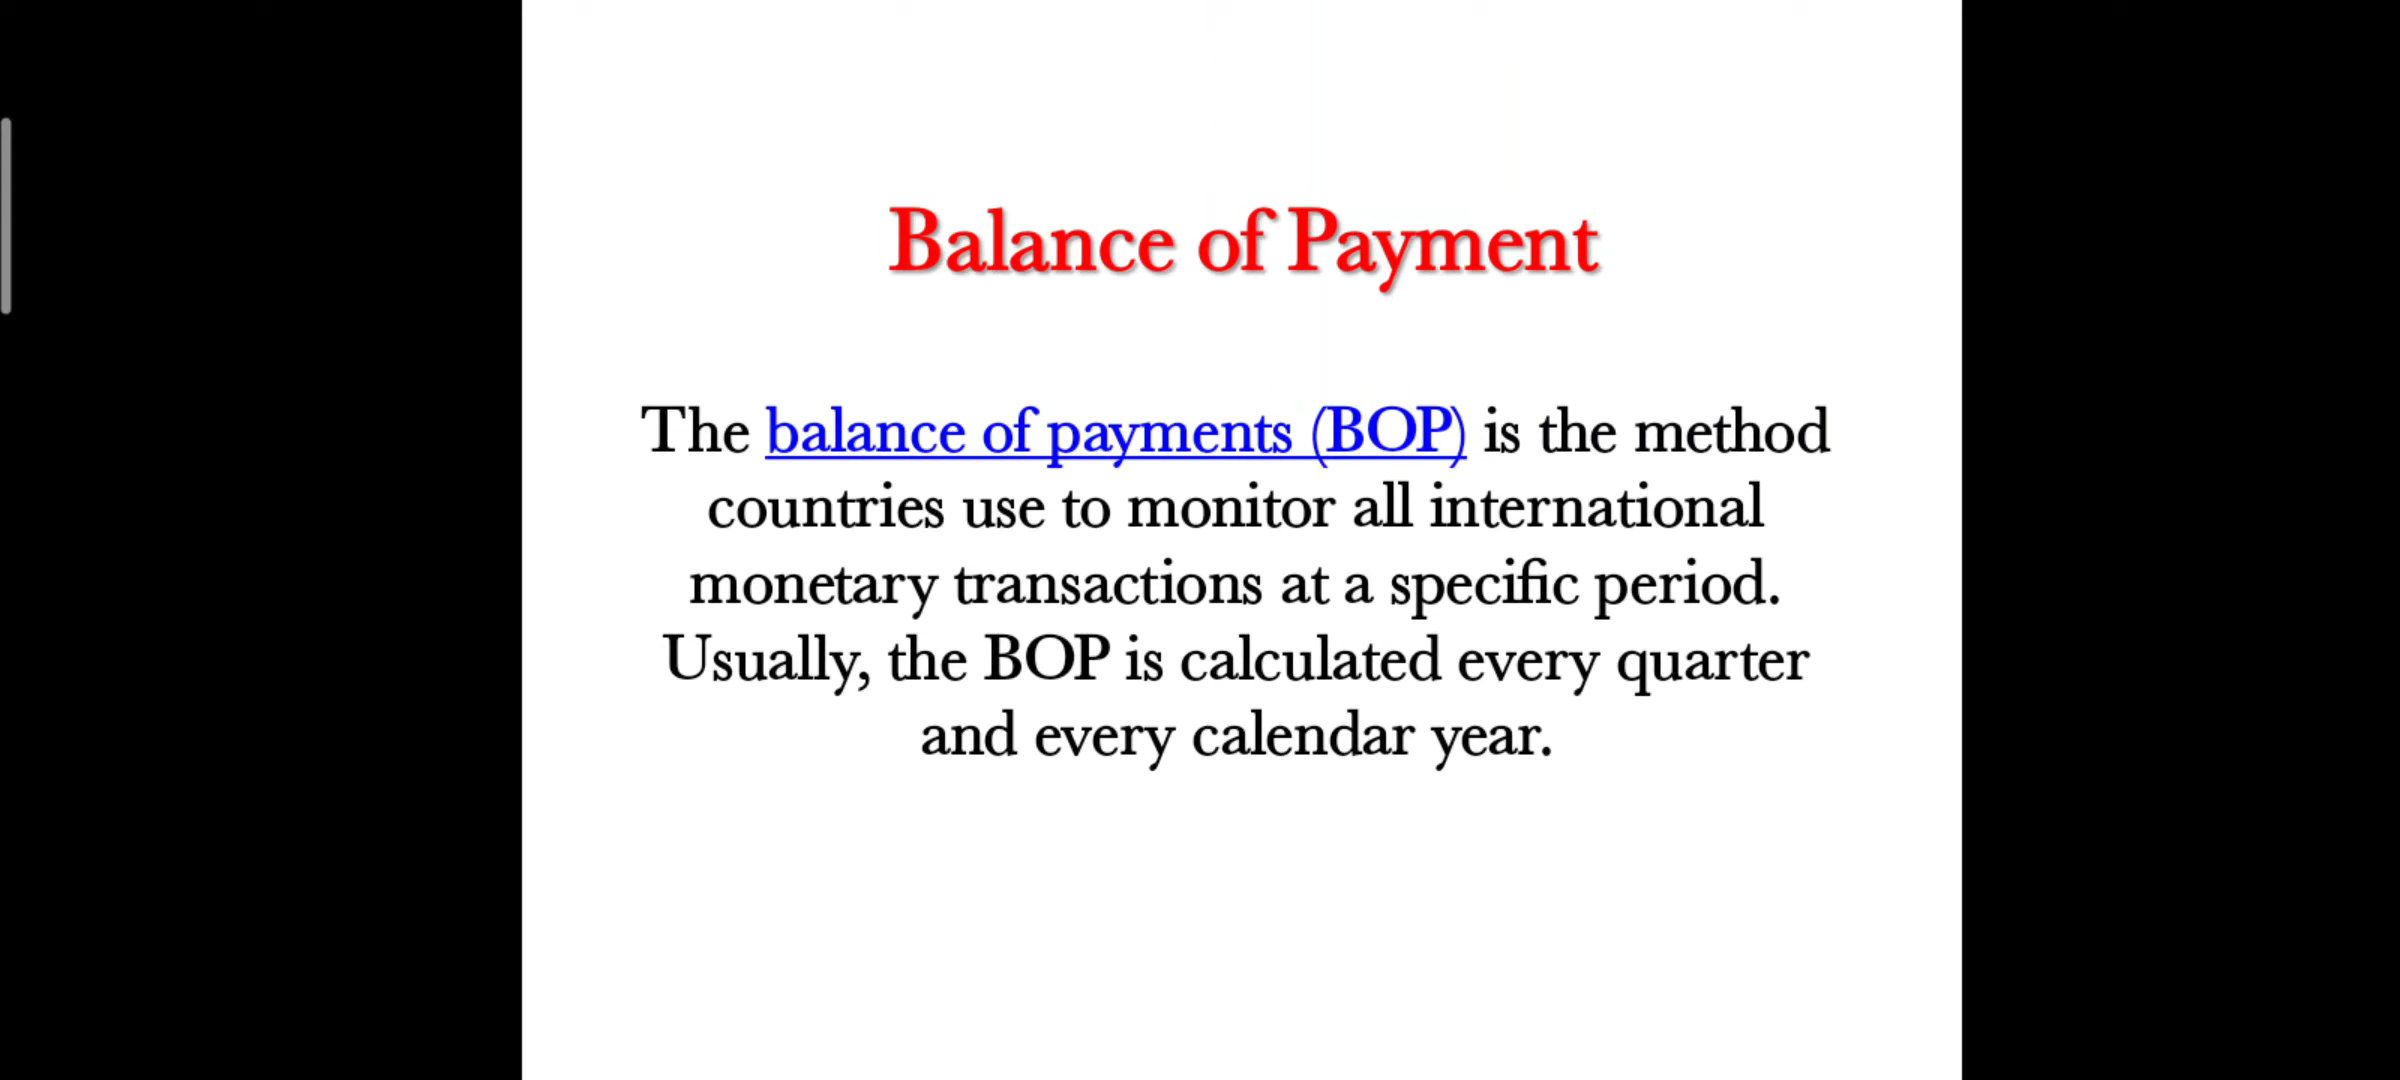 Balance of Payment
The balance of payments (BOP) is the method
countries use to monitor all international
monetary transactions at a specific period.
Usually, the BOP is calculated every quarter
and every calendar year.